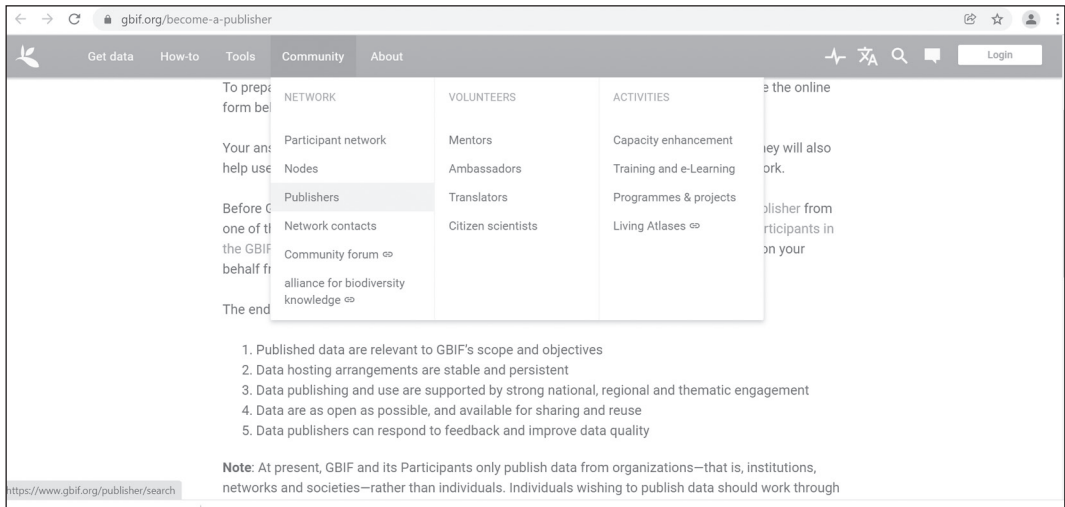 gbif.org/become-a-publisher
Get data How-to Tools Community About Login
NETWORK
Participant network
Nodes
Publishers
Network contacts
Community forum
alliance for biodiversity
knowledge
VOLUNTEERS
Mentors
Ambassadors
Translators
Citizen scientists
ACTIVITIES
Capacity enhancement
Training and e-Learning
Programmes & projects
Living Atlases
To prepa e the online
form bel
Your ans ey will also
help use ork.
Before G blisher from
one of th rticipants in
the GBIF on your
behalf fr
The end
1. Published data are relevant to GBIF's scope and objectives
2. Data hosting arrangements are stable and persistent
3. Data publishing and use are supported by strong national, regional and thematic engagement
4. Data are as open as possible, and available for sharing and reuse
5. Data publishers can respond to feedback and improve data quality
Note: At present, GBIF and its Participants only publish data from organizations—that is, institutions,
networks and societies—rather than individuals. Individuals wishing to publish data should work through
https://www.gbif.org/publisher/search